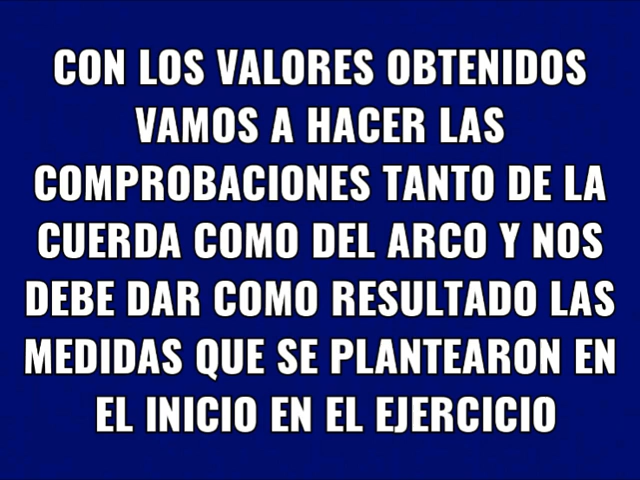 CON LOS VALORES OBTENIDOS
VAMOS A HACER LAS
COMPROBACIONES TANTO DE LA
CUERDA COMO DEL ARCO Y NOS
DEBE DAR COMO RESULTADO LAS
MEDIDAS QUE SE PLANTEARON EN
EL INICIO EN EL EJERCICIO